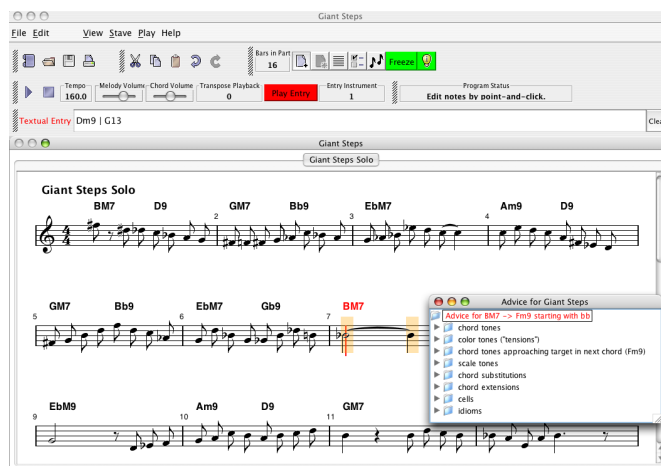 Giant Steps
File Edit View Stave Play Help
Bars in Part
16
Freeze
Tempo
160.0
Melody Volume
Chord Volume
Transpose Playback
0
Play Entry
Entry Instrument
1
Program Status
Edit notes by point-and-click.
Textual Entry Dm9 | G13 Clea
Giant Steps
Giant Steps Solo
Giant Steps Solo
BM7 D9 GM7 Bb9 EbM7 Am9 D9
4 4 2 3 4
GM7 Bb9 EbM7 Gb9 BM7
5 6 7
Advice for Giant Steps
Advice for BM7 -> Fm9 starting with bb
chord tones
color tones ("tensions")
chord tones approaching target in next chord (Fm9)
scale tones
chord substitutions
chord extensions
cells
idioms
EbM9 Am9 D9 GM7
9 10 11